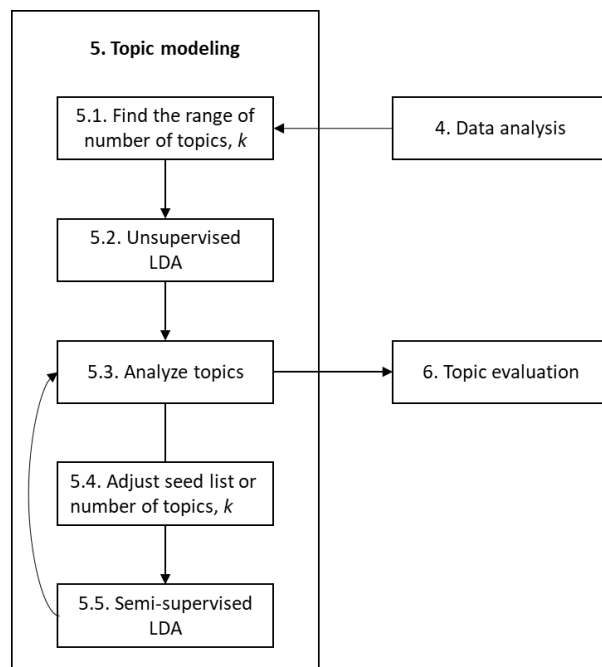 5. Topic modeling
5.1. Find the range of
number of topics, k
4. Data analysis
5.2. Unsupervised
LDA
5.3. Analyze topics
6. Topic evaluation
5.4. Adjust seed list or
number of topics, k
5.5. Semi-supervised
LDA